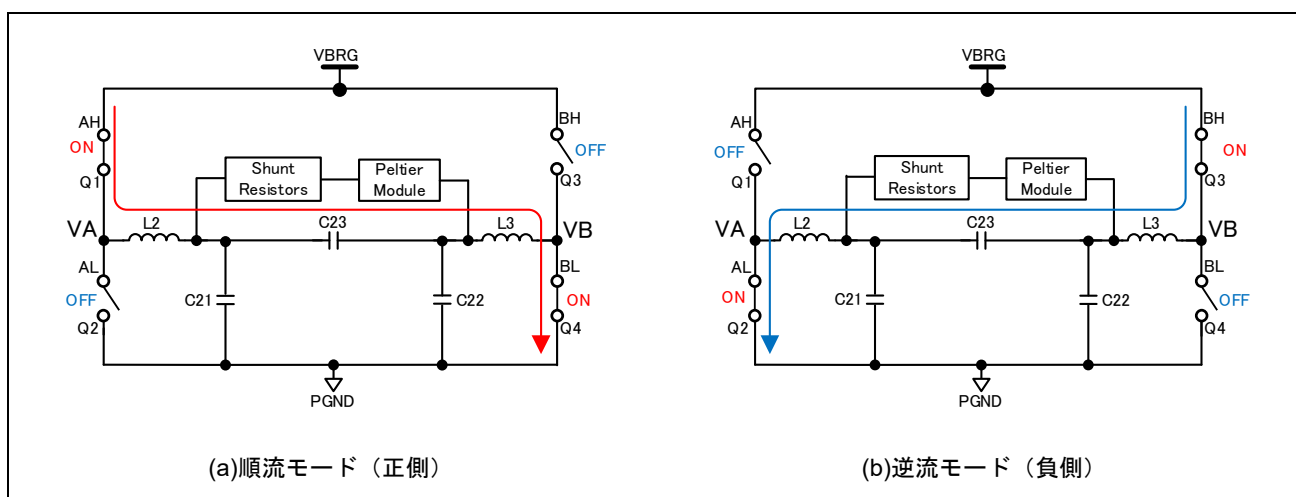 VBRG
AH
ON
Q1
BH
OFF
Q3
Shunt
Resistors
Peltier
Module
VA
L2
C23
L3
VB
AL
OFF
Q2
C21
C22
BL
ON
Q4
PGND
(a)順流モード（正側）
VBRG
AH
OFF
Q1
BH
ON
Q3
Shunt
Resistors
Peltier
Module
VA
L2
C23
L3
VB
AL
ON
Q2
C21
C22
BL
OFF
Q4
PGND
(b)逆流モード（負側）